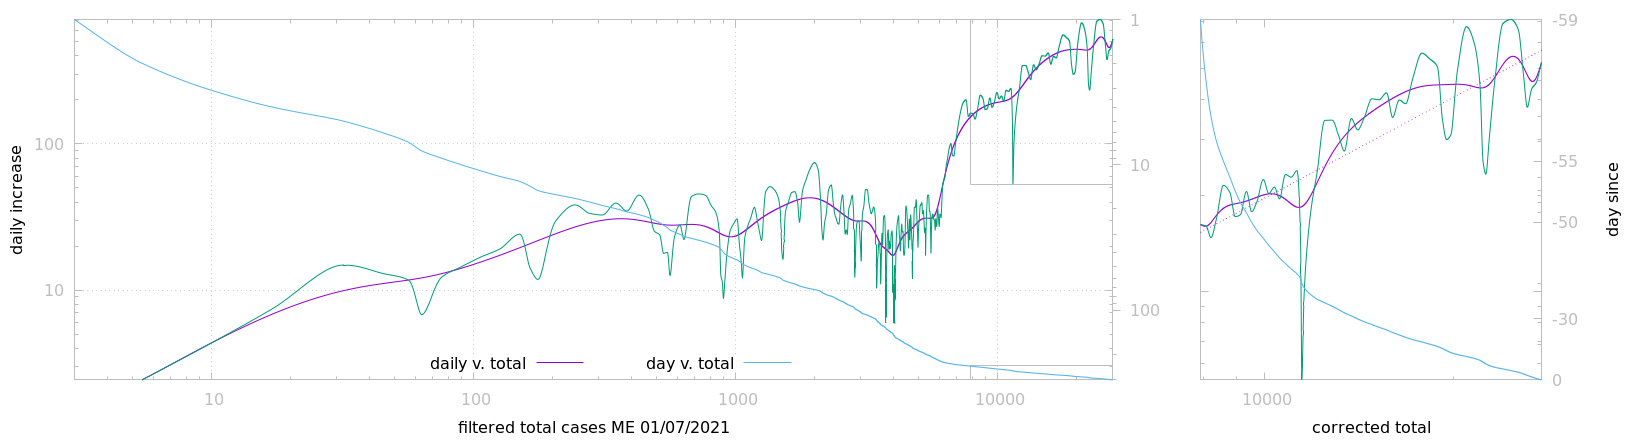 daily increase
100
10
10
100
1000
10000
1
10
100
daily v. total
day v. total
filtered total cases ME 01/07/2021
10000
-59
-55
-50
-30
0
day since
corrected total